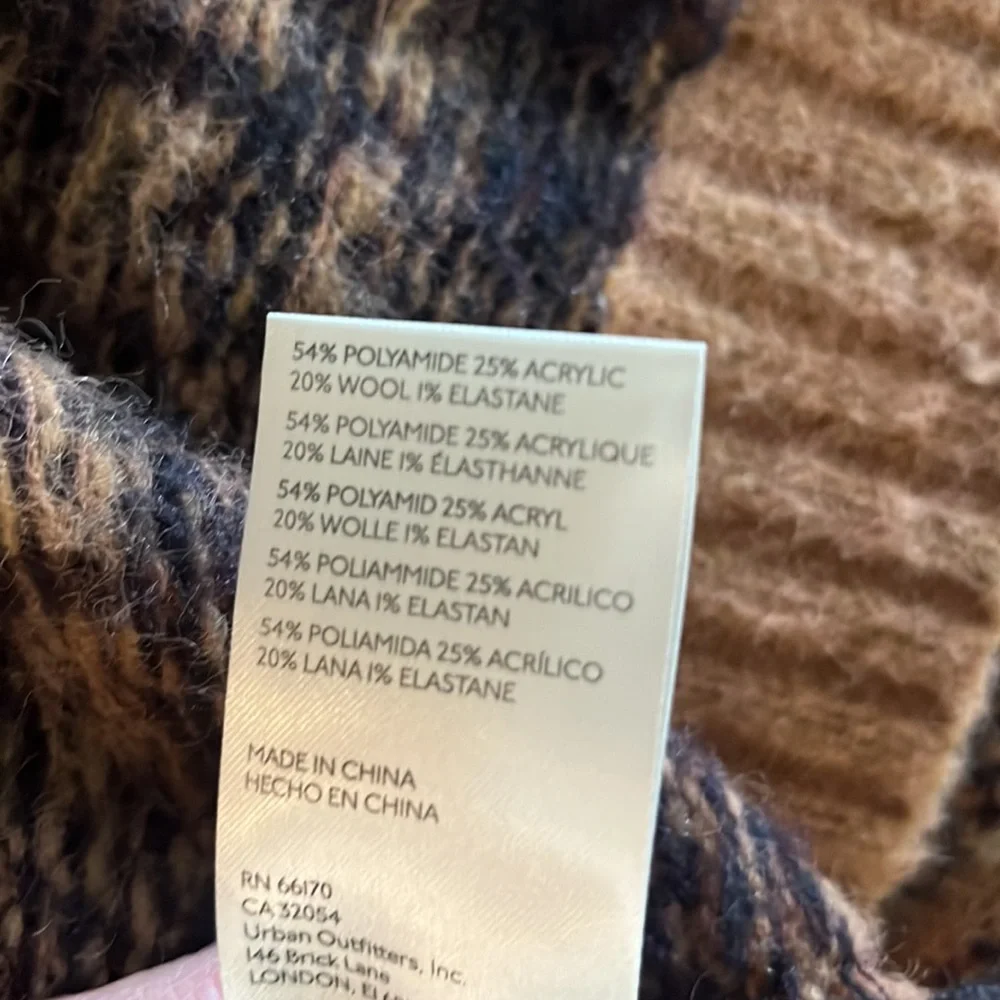 54% POLYAMIDE 25% ACRYLIC
20% WOOL 1% ELASTANE
54% POLYAMIDE 25% ACRYLIQUE
20% LAINE 1% ÉLASTHANNE
54% POLYAMID 25% ACRYL
20% WOLLE 1% ELASTAN
54% POLIAMMIDE 25% ACRILICO
20% LANA 1% ELASTAN
54% POLIAMIDA 25% ACRÍLICO
20% LANA 1% ELASTANE
MADE IN CHINA
HECHO EN CHINA
RN 66170
CA 32054
Urban Outfitters, Inc.
146 Brick Lane
LONDON,